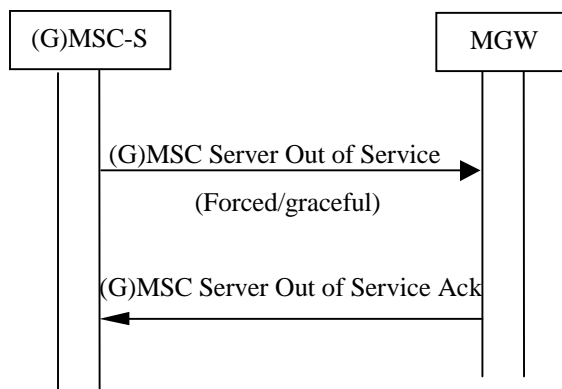 (G)MSC-S
MGW
(G)MSC Server Out of Service
(Forced/graceful)
(G)MSC Server Out of Service Ack